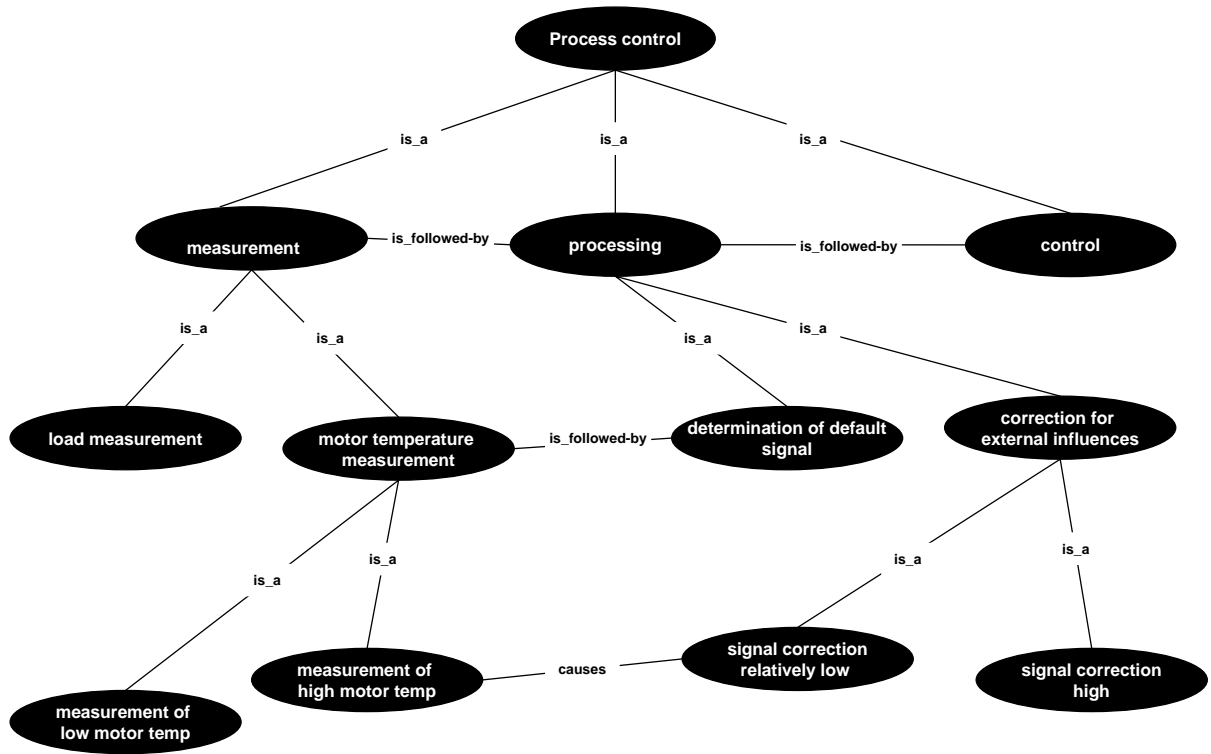 Process control
is_a
is_a
is_a
measurement
is_followed-by
processing
is_followed-by
control
is_a
is_a
is_a
is_a
load measurement
motor temperature
measurement
is_followed-by
determination of default
signal
correction for
external influences
is_a
is_a
is_a
is_a
measurement of
low motor temp
measurement of
high motor temp
causes
signal correction
relatively low
signal correction
high